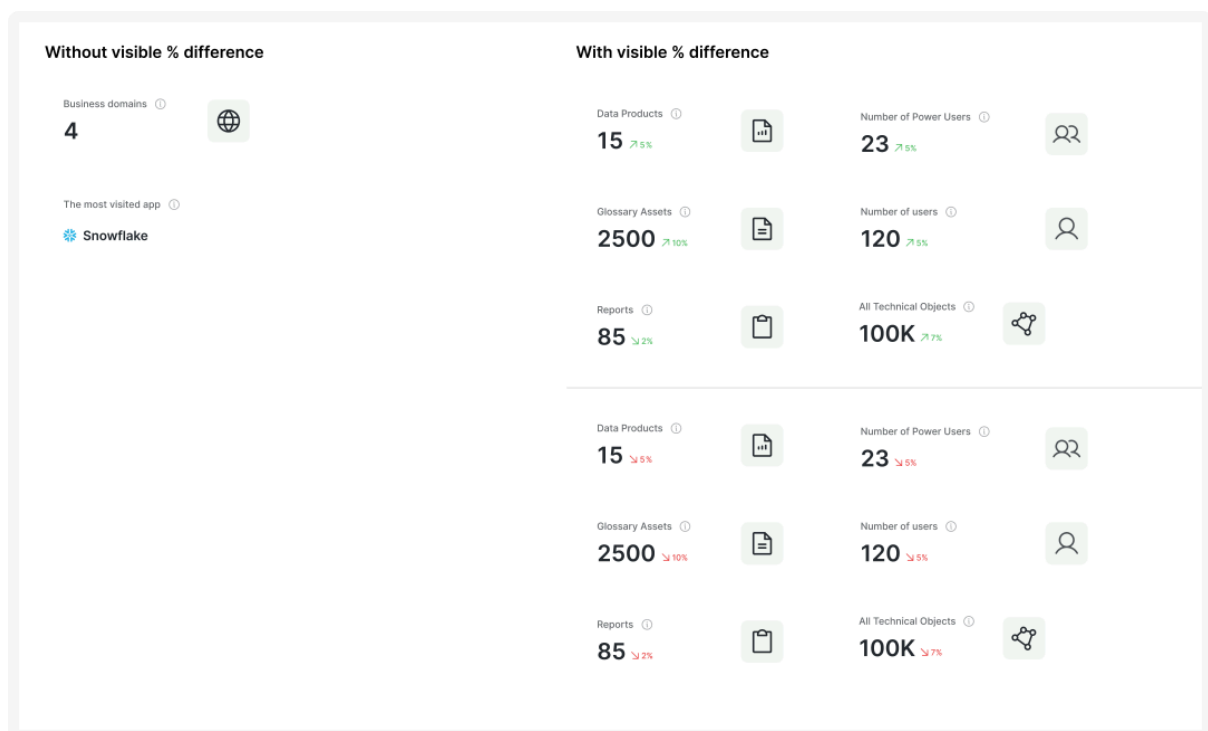 Without visible % difference
Business domains
4
The most visited app
Snowflake
With visible % difference
Data Products
15 5%
Number of Power Users
23 5%
Glossary Assets
2500 10%
Number of users
120 5%
Reports
85 2%
All Technical Objects
100K 7%
Data Products
15 5%
Number of Power Users
23 5%
Glossary Assets
2500 10%
Number of users
120 5%
Reports
85 2%
All Technical Objects
100K 7%